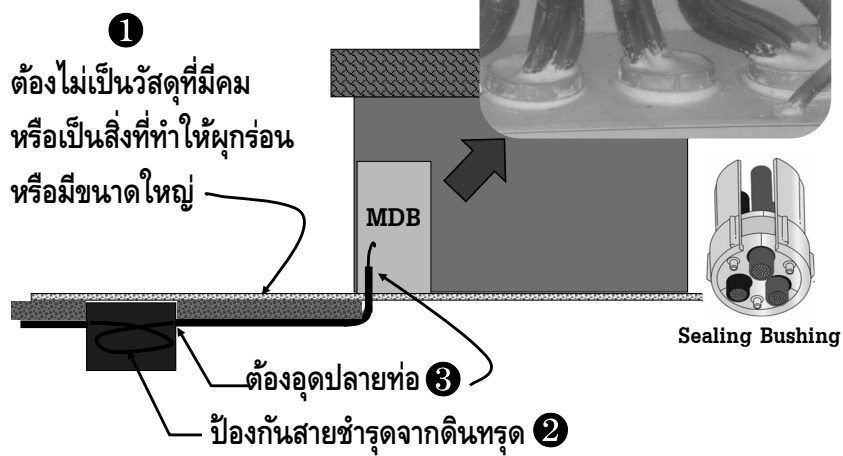 ❶
ต้องไม่เป็นวัสดุที่มีคม
หรือเป็นสิ่งที่ทำให้ผุกร่อน
หรือมีขนาดใหญ่
MDB
Sealing Bushing
ต้องอุดปลายท่อ ❸
ป้องกันสายชำรุดจากดินทรุด ❷